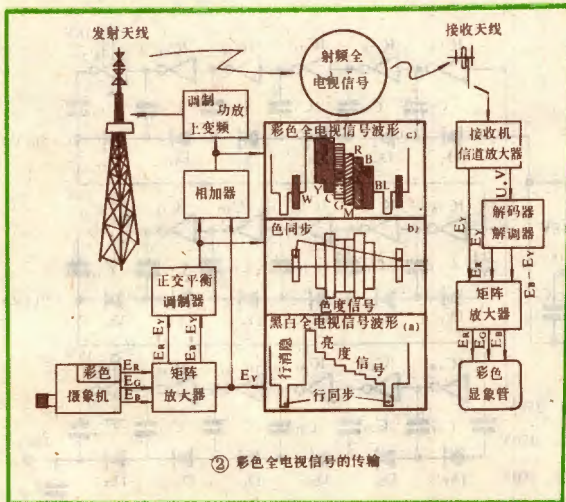 发射天线
接收天线
射频全
电视信号
调制
功放
上变频
彩色全电视信号波形(c)
W
Y
C
G
M
R
B
BL
接收机
信道放大器
U.V
相加器
解码器
解调器
色同步
b)
色度信号
E_Y
E_Y
E_R-E_Y
E_B-E_Y
正交平衡
调制器
矩阵
放大器
黑白全电视信号波形(a)
行消隐
亮度信号
行同步
E_R-E_Y
E_B-E_Y
E_Y
E_R
E_G
E_B
彩色
摄象机
E_R
E_G
E_B
矩阵
放大器
彩色
显象管
② 彩色全电视信号的传输